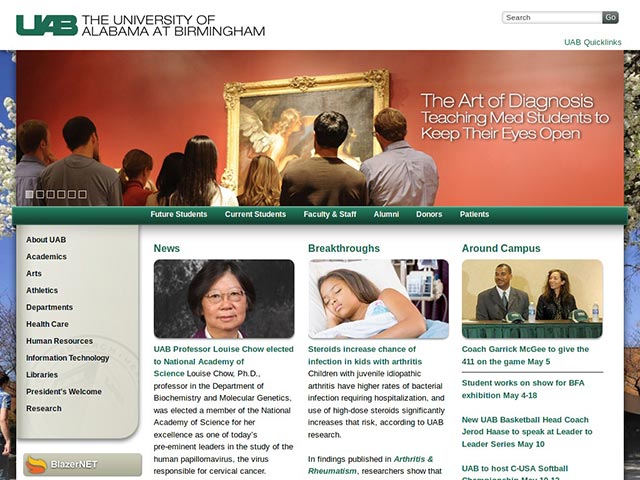 UAB THE UNIVERSITY OF
ALABAMA AT BIRMINGHAM
Search Go
UAB Quicklinks
The Art of Diagnosis
Teaching Med Students to
Keep Their Eyes Open
Future Students Current Students Faculty & Staff Alumni Donors Patients
About UAB
Academics
Arts
Athletics
Departments
Health Care
Human Resources
Information Technology
Libraries
President's Welcome
Research
BlazerNET
News
UAB Professor Louise Chow elected
to National Academy of
Science Louise Chow, Ph.D.,
professor in the Department of
Biochemistry and Molecular Genetics,
was elected a member of the National
Academy of Science for her
excellence as one of today's
pre-eminent leaders in the study of the
human papillomavirus, the virus
responsible for cervical cancer.
Breakthroughs
Steroids increase chance of
infection in kids with arthritis
Children with juvenile idiopathic
arthritis have higher rates of bacterial
infection requiring hospitalization, and
use of high-dose steroids significantly
increases that risk, according to UAB
research.
In findings published in Arthritis &
Rheumatism, researchers show that
Around Campus
Coach Garrick McGee to give the
411 on the game May 5
Student works on show for BFA
exhibition May 4-18
New UAB Basketball Head Coach
Jerod Haase to speak at Leader to
Leader Series May 10
UAB to host C-USA Softball
Championship May 10-12